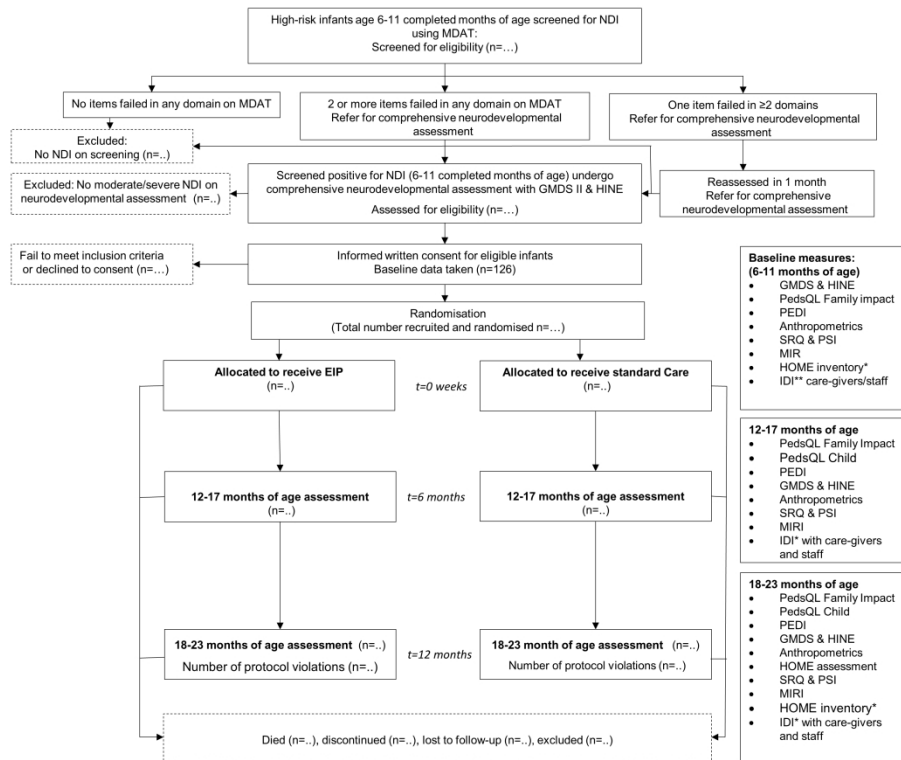 High-risk infants age 6-11 completed months of age screened for NDI
using MDAT:
Screened for eligibility (n=…)
No items failed in any domain on MDAT
2 or more items failed in any domain on MDAT
Refer for comprehensive neurodevelopmental
assessment
One item failed in ≥2 domains
Refer for comprehensive neurodevelopmental
assessment
Excluded:
No NDI on screening (n=..)
Screened positive for NDI (6-11 completed months of age) undergo
comprehensive neurodevelopmental assessment with GMDS II & HINE
Assessed for eligibility (n=…)
Excluded: No moderate/severe NDI on
neurodevelopmental assessment (n=..)
Reassessed in 1 month
Refer for comprehensive
neurodevelopmental assessment
Fail to meet inclusion criteria
or declined to consent (n=…)
Informed written consent for eligible infants
Baseline data taken (n=126)
Randomisation
(Total number recruited and randomised n=…)
Allocated to receive EIP
(n=..)
t=0 weeks
Allocated to receive standard Care
(n=..)
12-17 months of age assessment
(n=..)
t=6 months
12-17 months of age assessment
(n=..)
18-23 months of age assessment (n=..)
Number of protocol violations (n=..)
t=12 months
18-23 months of age assessment (n=..)
Number of protocol violations (n=..)
Died (n=..), discontinued (n=..), lost to follow-up (n=..), excluded (n=..)
Baseline measures:
(6-11 months of age)
• GMDS & HINE
• PedsQL Family impact
• PEDI
• Anthropometrics
• SRQ & PSI
• MIR
• HOME inventory*
• IDI** care-givers/staff
12-17 months of age
• PedsQL Family Impact
• PedsQL Child
• PEDI
• GMDS & HINE
• Anthropometrics
• SRQ & PSI
• MIRI
• IDI* with care-givers
and staff
18-23 months of age
• PedsQL Family Impact
• PedsQL Child
• PEDI
• GMDS & HINE
• Anthropometrics
• HOME assessment
• SRQ & PSI
• MIRI
• HOME inventory*
• IDI* with care-givers
and staff